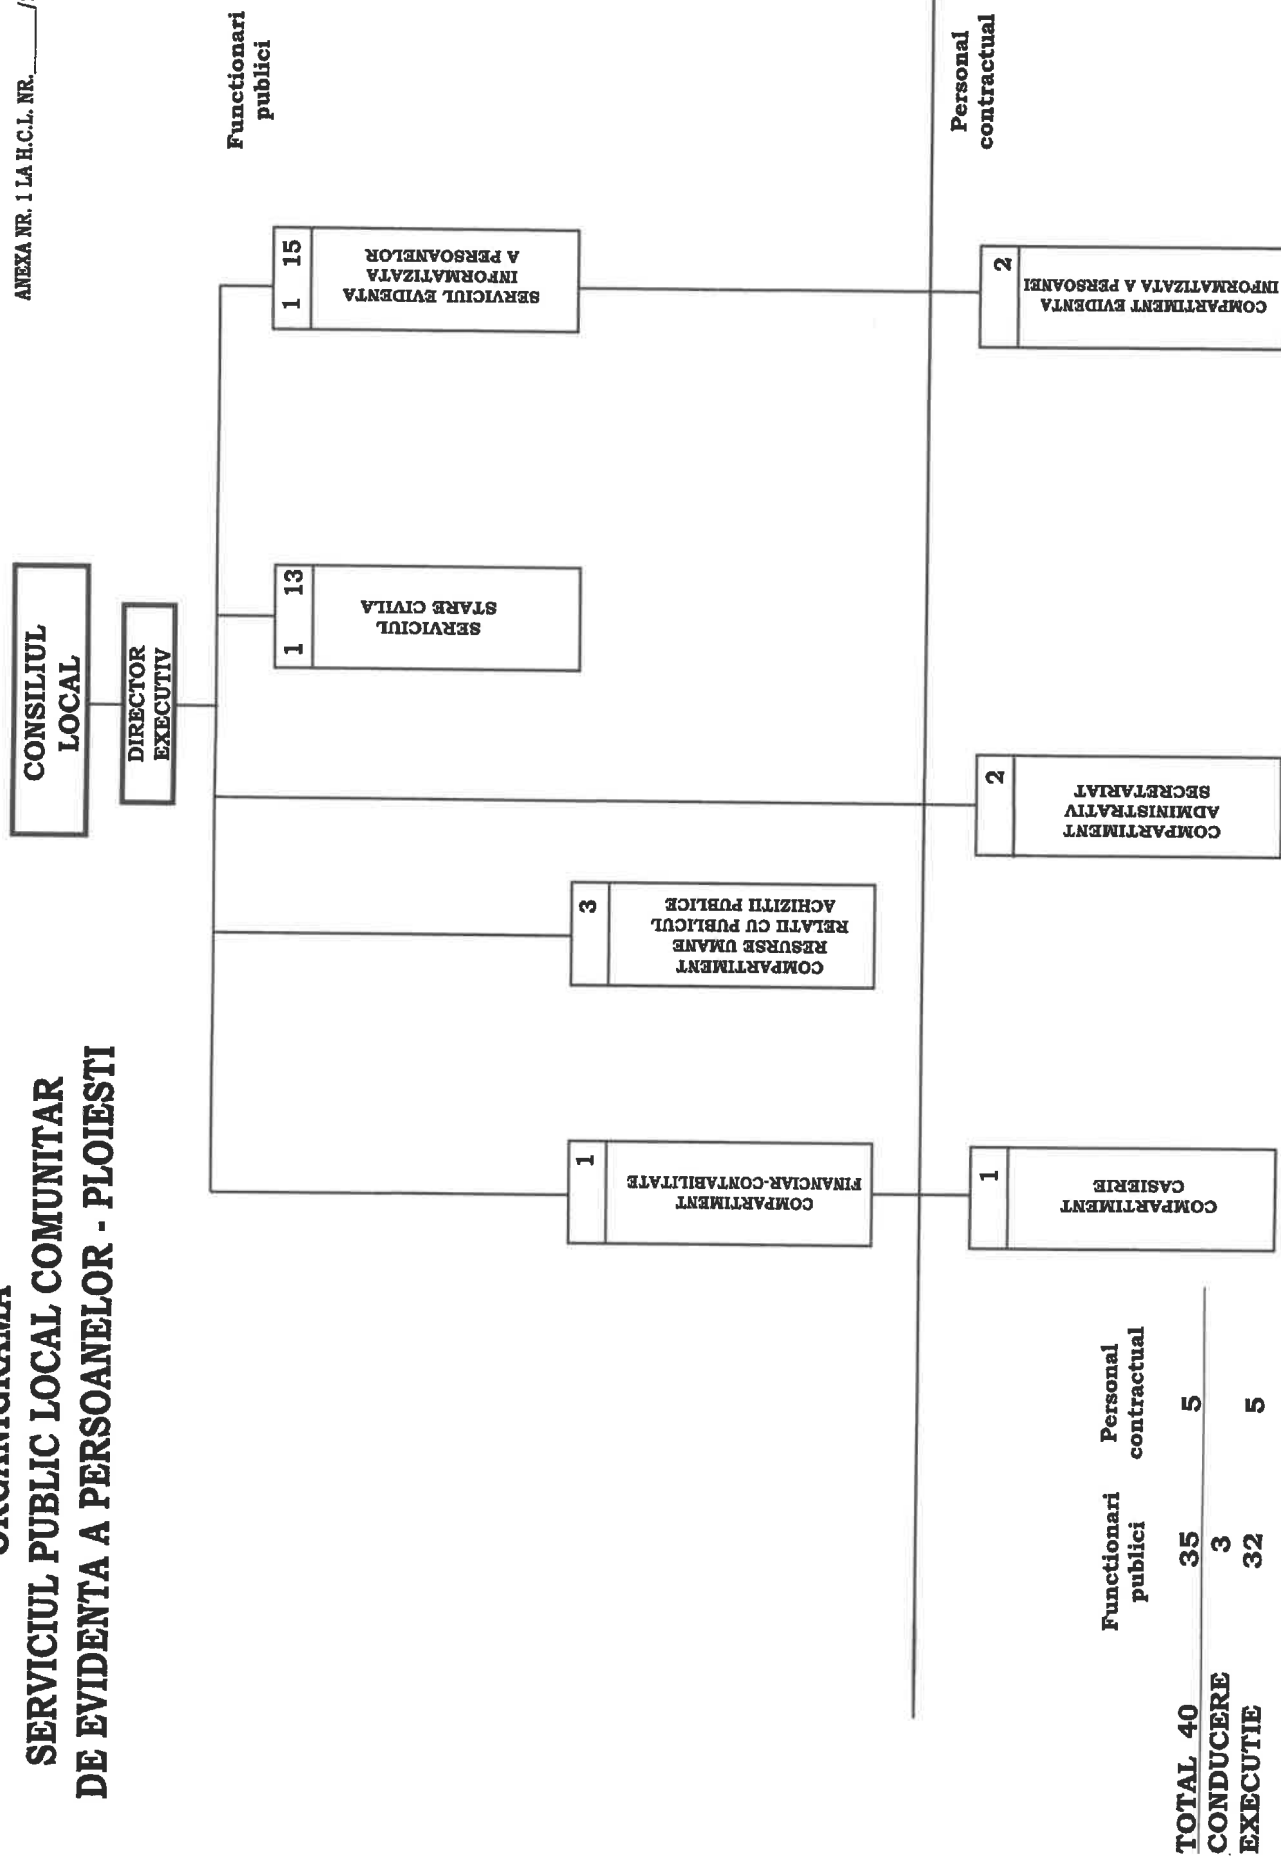 ANEXA NR. 1 LA H.C.L. NR.
ORGANIGRAMA
SERVICIUL PUBLIC LOCAL COMUNITAR
DE EVIDENTA A PERSOANELOR - PLOIESTI
CONSILIUL
LOCAL
DIRECTOR
EXECUTIV
Functionari
publici
1 13
SERVICIUL
STARE CIVILA
1 15
SERVICIUL EVIDENTA
INFORMATIZATA
A PERSOANELOR
1
COMPARTIMENT
FINANCIAR-CONTABILITATE
3
COMPARTIMENT
RESURSE UMANE
RELATII CU PUBLICUL
ACHIZITII PUBLICE
Personal
contractual
1
COMPARTIMENT
CASIERIE
2
COMPARTIMENT
ADMINISTRATIV
SECRETARIAT
2
COMPARTIMENT EVIDENTA
INFORMATIZATA A PERSOANEI
Functionari
publici
Personal
contractual
TOTAL 40 35 5
CONDUCERE 3
EXECUTIE 32 5